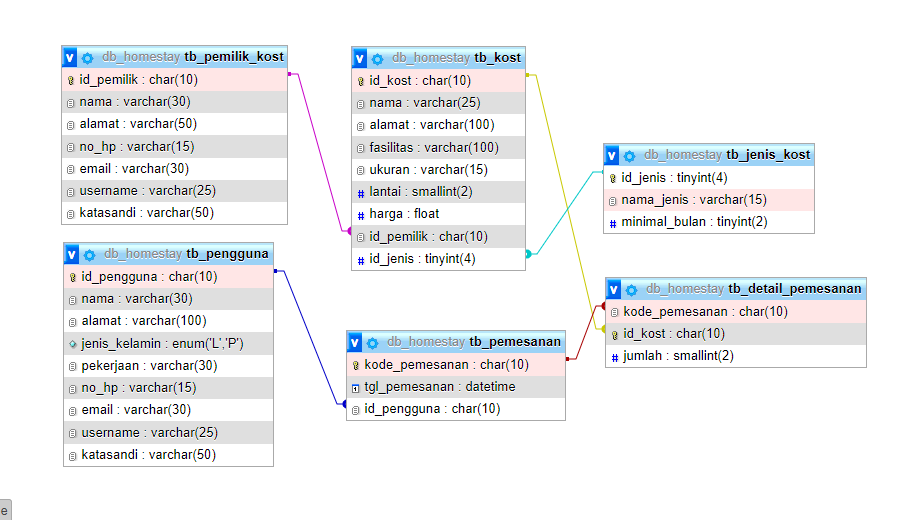 db_homestay tb_pemilik_kost
id_pemilik : char(10)
nama : varchar(30)
alamat : varchar(50)
no_hp : varchar(15)
email : varchar(30)
username : varchar(25)
katasandi : varchar(50)
db_homestay tb_kost
id_kost : char(10)
nama : varchar(25)
alamat : varchar(100)
fasilitas : varchar(100)
ukuran : varchar(15)
# lantai : smallint(2)
# harga : float
id_pemilik : char(10)
# id_jenis : tinyint(4)
db_homestay tb_jenis_kost
id_jenis : tinyint(4)
nama_jenis : varchar(15)
# minimal_bulan : tinyint(2)
db_homestay tb_pengguna
id_pengguna : char(10)
nama : varchar(30)
alamat : varchar(100)
jenis_kelamin : enum('L','P')
pekerjaan : varchar(30)
no_hp : varchar(15)
email : varchar(30)
username : varchar(25)
katasandi : varchar(50)
db_homestay tb_pemesanan
kode_pemesanan : char(10)
tgl_pemesanan : datetime
id_pengguna : char(10)
db_homestay tb_detail_pemesanan
kode_pemesanan : char(10)
id_kost : char(10)
# jumlah : smallint(2)
e